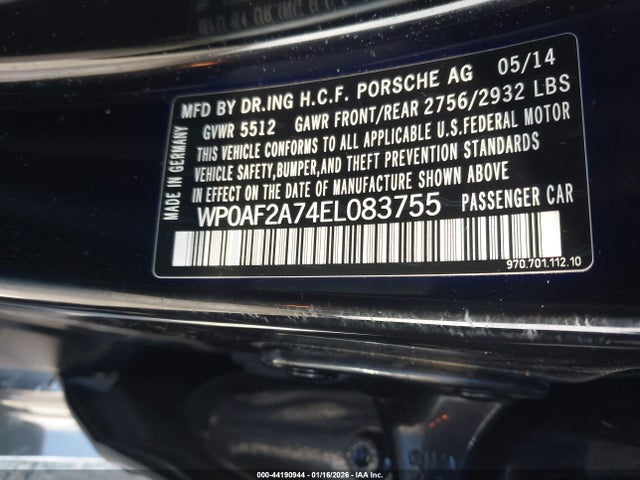 MFD BY DR.ING H.C.F. PORSCHE AG 05/14
GVWR 5512 GAWR FRONT/REAR 2756/2932 LBS
THIS VEHICLE CONFORMS TO ALL APPLICABLE U.S.FEDERAL MOTOR
VEHICLE SAFETY,BUMPER,AND THEFT PREVENTION STANDARDS
IN EFFECT ON THE DATE OF MANUFACTURE SHOWN ABOVE
WP0AF2A74EL083755 PASSENGER CAR
MADE IN GERMANY
970.701.112.10
000-44190944 - 01/16/2026 - IAAI.COM